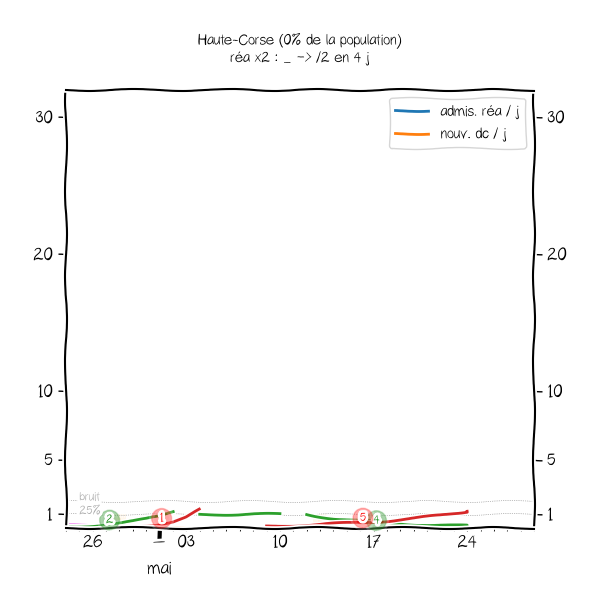 Haute-Corse (0% de la population)
réa x2 : _ -> /2 en 4 j
admis. réa / j
nouv. dc / j
30 30
20 20
10 10
5 5
bruit
25%
1 1
2 1 5 4
26 03 10 17 24
mai